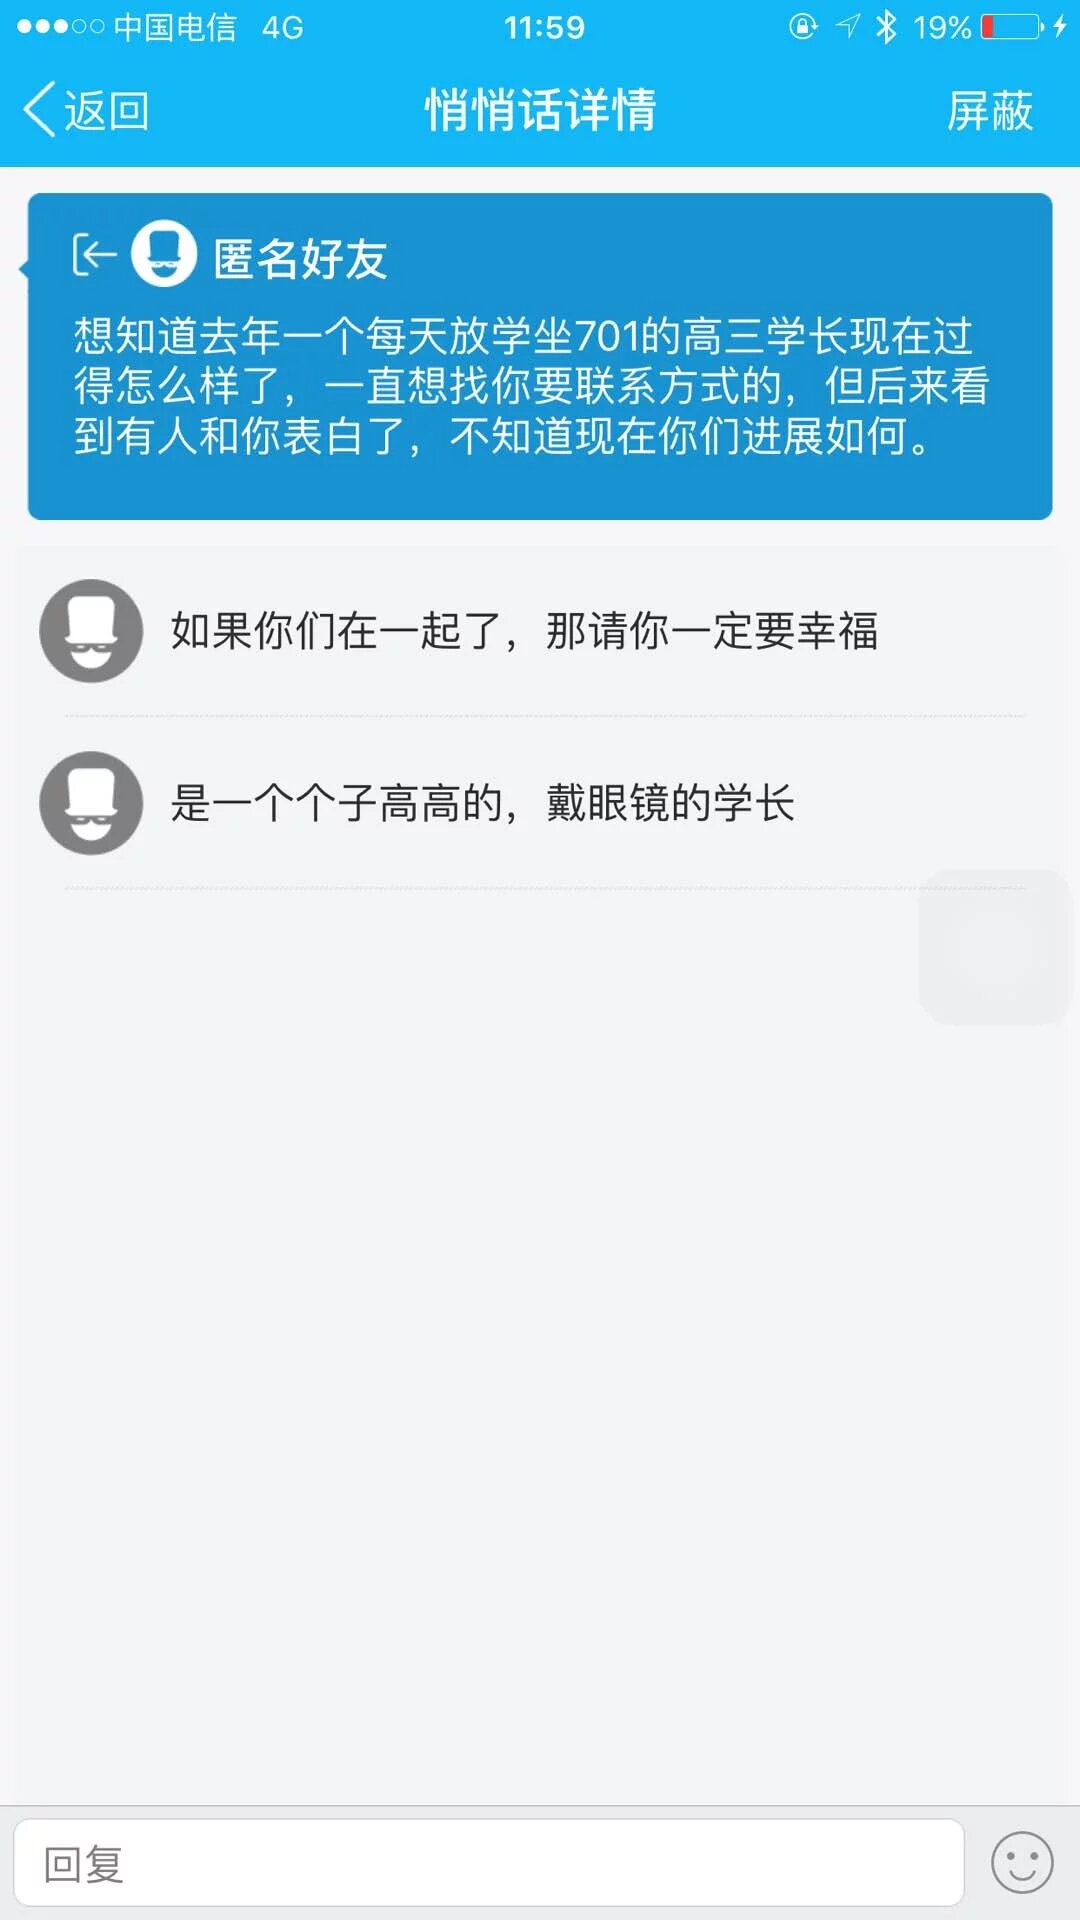 中国电信 4G 11:59 19%
返回 悄悄话详情 屏蔽
匿名好友
想知道去年一个每天放学坐701的高三学长现在过
得怎么样了，一直想找你要联系方式的，但后来看
到有人和你表白了，不知道现在你们进展如何。
如果你们在一起了，那请你一定要幸福
是一个个子高高的，戴眼镜的学长
回复